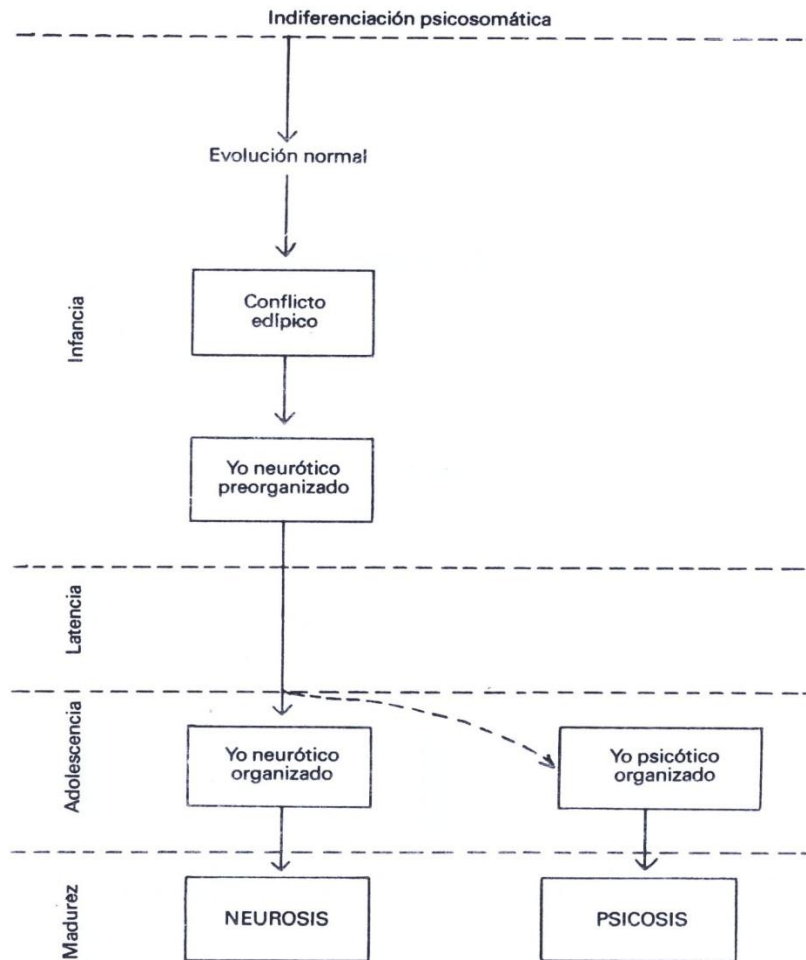 Indiferenciación psicosomática
Evolución normal
Infancia
Conflicto
edípico
Yo neurótico
preorganizado
Latencia
Adolescencia
Yo neurótico
organizado
Yo psicótico
organizado
Madurez
NEUROSIS
PSICOSIS